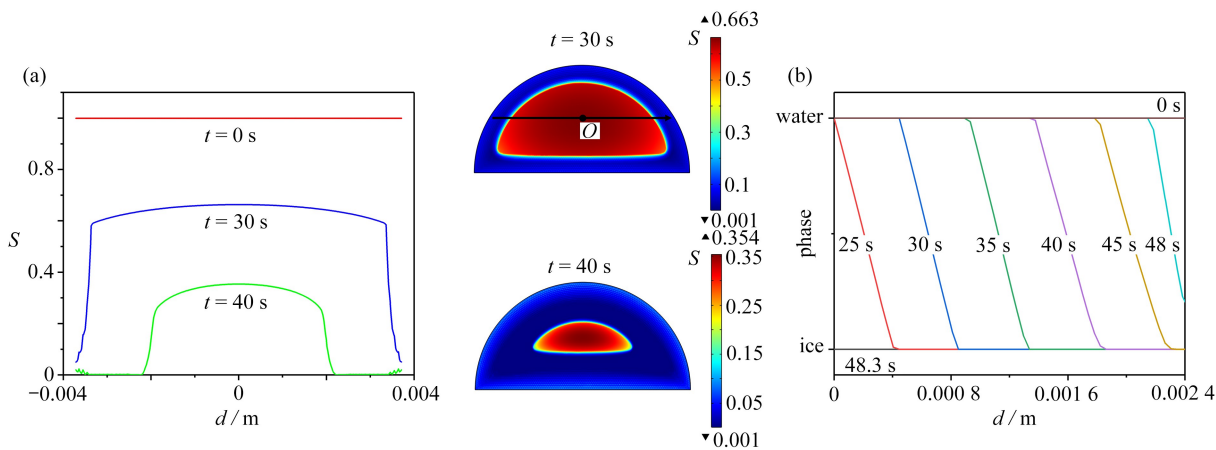 (a)
t = 0 s
0.8
t = 30 s
S
0.4
t = 40 s
0
−0.004
0
0.004
d / m
t = 30 s
S
▲ 0.663
0.5
0.3
0.1
▼ 0.001
O
t = 40 s
S
▲ 0.354
0.35
0.25
0.15
0.05
▼ 0.001
(b)
0 s
water
phase
25 s
30 s
35 s
40 s
45 s
48 s
ice
48.3 s
0
0.000 8
0.001 6
0.002 4
d / m